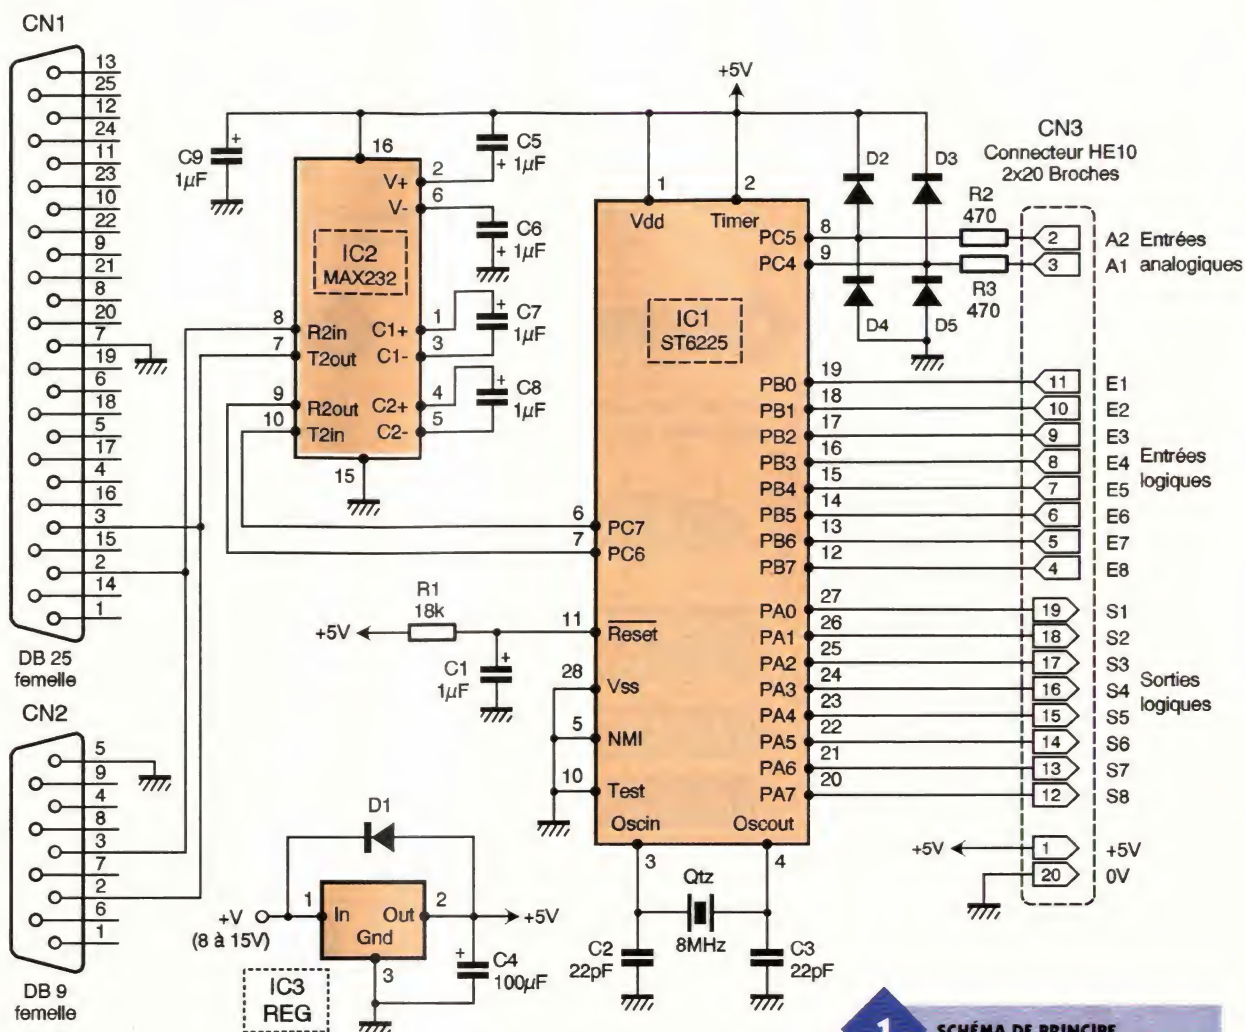 CN1
13
25
12
24
11
23
10
22
9
21
8
20
7
19
6
18
5
17
4
16
3
15
2
14
1
DB 25
femelle
CN2
5
9
4
8
3
7
2
6
1
DB 9
femelle
+5V
C9
1µF
+
16
C5
1µF
+
V+
2
V-
6
IC2
MAX232
C6
1µF
+
8
R2in
7
T2out
9
R2out
10
T2in
C1+
1
C1-
3
C2+
4
C2-
5
C7
1µF
+
C8
1µF
+
15
1
Vdd
2
Timer
IC1
ST6225
PC5
8
PC4
9
D2
D3
D4
D5
R2
470
R3
470
CN3
Connecteur HE10
2x20 Broches
2
A2
3
A1
Entrées
analogiques
PB0
19
11
E1
PB1
18
10
E2
PB2
17
9
E3
PB3
16
8
E4
PB4
15
7
E5
PB5
14
6
E6
PB6
13
5
E7
PB7
12
4
E8
Entrées
logiques
PA0
27
19
S1
PA1
26
18
S2
PA2
25
17
S3
PA3
24
16
S4
PA4
23
15
S5
PA5
22
14
S6
PA6
21
13
S7
PA7
20
12
S8
Sorties
logiques
+5V
1
+5V
20
0V
6
PC7
7
PC6
R1
18k
+5V
11
Reset
C1
1µF
+
28
Vss
5
NMI
10
Test
Oscin
Oscout
3
4
Qtz
8MHz
C2
22pF
C3
22pF
D1
+V
(8 à 15V)
1
In
Out
2
Gnd
3
+5V
C4
100µF
+
IC3
REG
1
SCHÉMA DE PRINCIPE